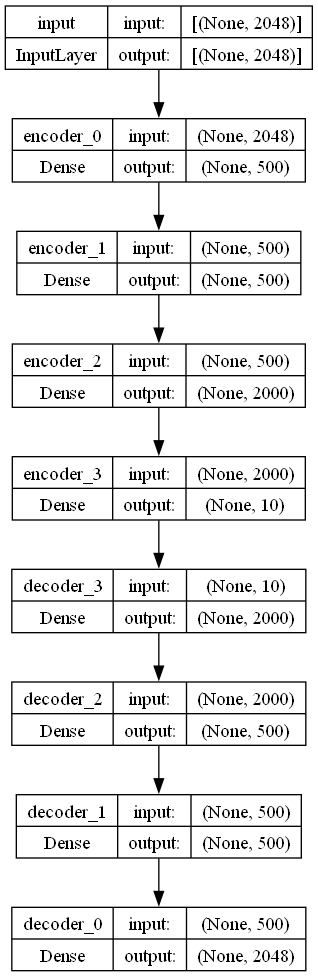 input input: [(None, 2048)]
InputLayer output: [(None, 2048)]
encoder_0 input: (None, 2048)
Dense output: (None, 500)
encoder_1 input: (None, 500)
Dense output: (None, 500)
encoder_2 input: (None, 500)
Dense output: (None, 2000)
encoder_3 input: (None, 2000)
Dense output: (None, 10)
decoder_3 input: (None, 10)
Dense output: (None, 2000)
decoder_2 input: (None, 2000)
Dense output: (None, 500)
decoder_1 input: (None, 500)
Dense output: (None, 500)
decoder_0 input: (None, 500)
Dense output: (None, 2048)